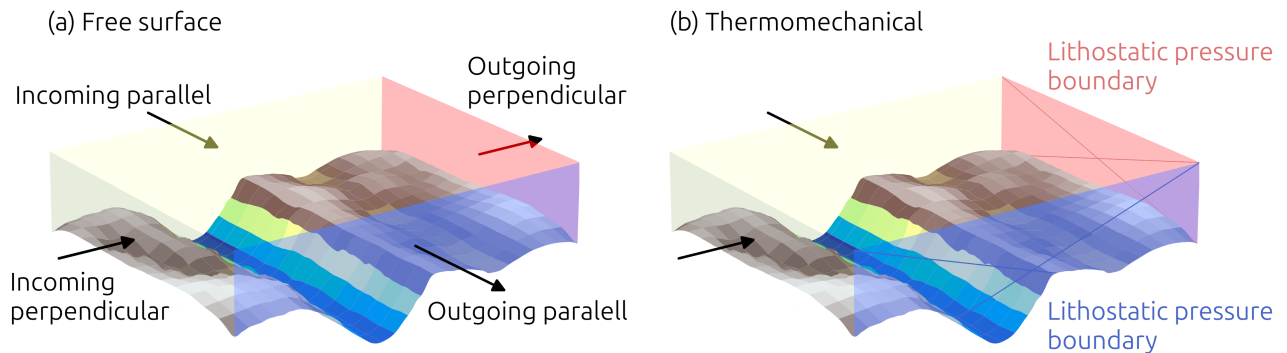 (a) Free surface
Outgoing
perpendicular
Incoming parallel
Incoming
perpendicular
Outgoing paralell
(b) Thermomechanical
Lithostatic pressure
boundary
Lithostatic pressure
boundary